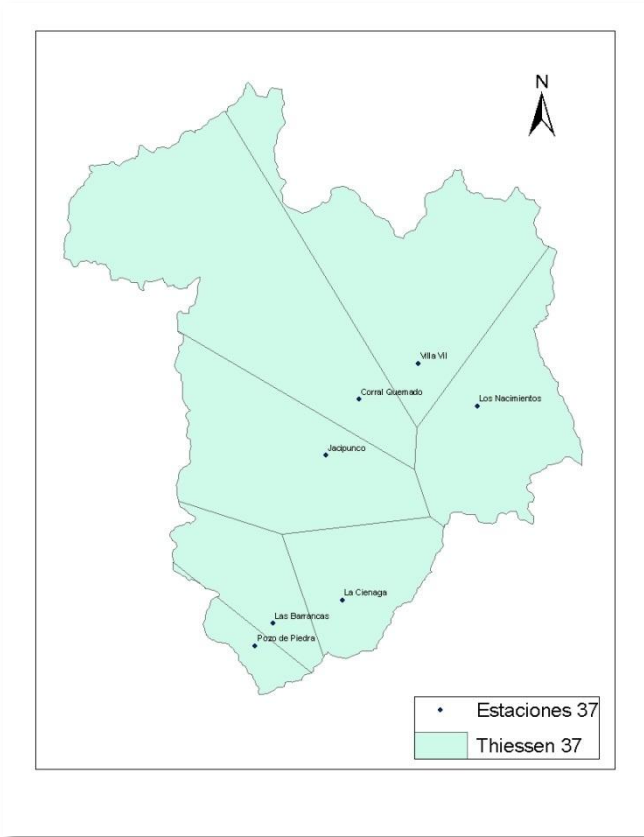 N
Villa Vil
Corral Quemado
Los Nacimientos
Jacipunco
La Cienaga
Las Barrancas
Pozo de Piedra
Estaciones 37
Thiessen 37